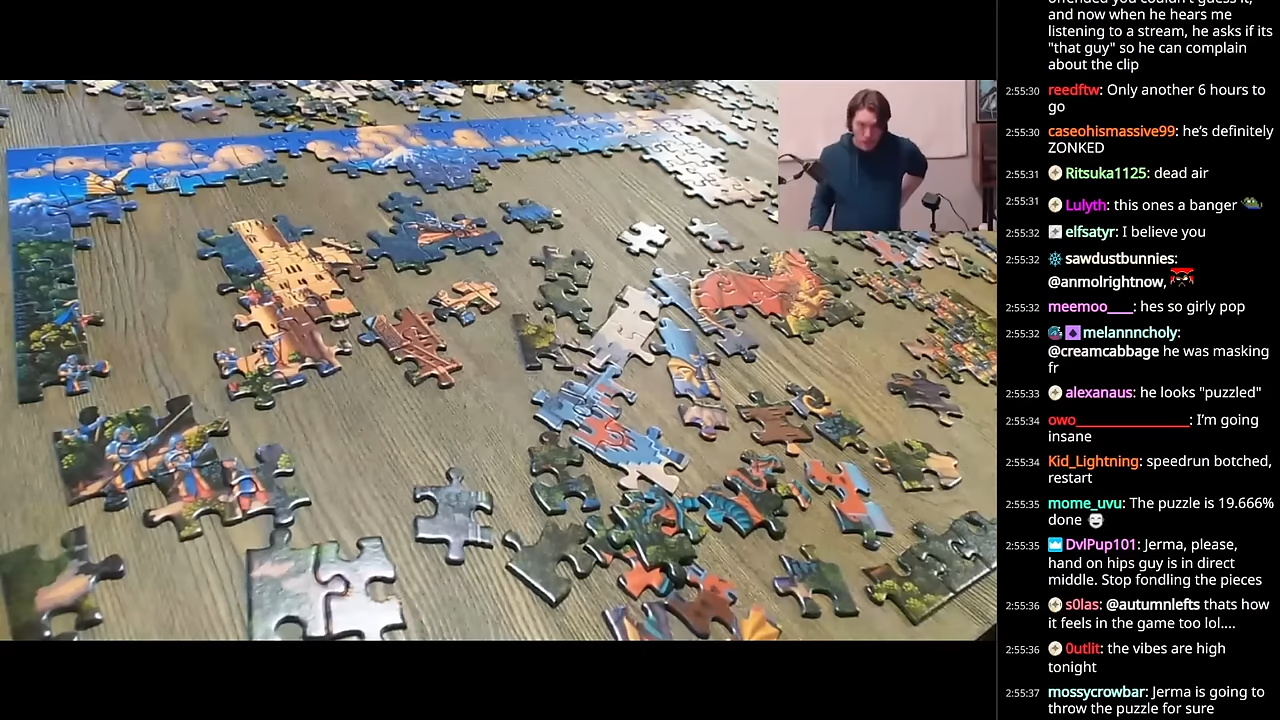 offended you couldn't guess it,
and now when he hears me
listening to a stream, he asks if its
"that guy" so he can complain
about the clip
2:55:30 reedftw: Only another 6 hours to
go
2:55:30 caseohismassive99: he's definitely
ZONKED
2:55:31 Ritsuka1125: dead air
2:55:31 Lulyth: this ones a banger
2:55:32 elfsatyr: I believe you
2:55:32 sawdustbunnies:
@anmolrightnow,
2:55:32 meemoo____: hes so girly pop
2:55:32 melannncholy:
@creamcabbage he was masking
fr
2:55:33 alexanaus: he looks "puzzled"
2:55:34 owo_________________: I'm going
insane
2:55:34 Kid_Lightning: speedrun botched,
restart
2:55:35 mome_uvu: The puzzle is 19.666%
done
2:55:35 DvlPup101: Jerma, please,
hand on hips guy is in direct
middle. Stop fondling the pieces
2:55:36 s0las: @autumnlefts thats how
it feels in the game too lol....
2:55:36 0utlit: the vibes are high
tonight
2:55:37 mossycrowbar: Jerma is going to
throw the puzzle for sure